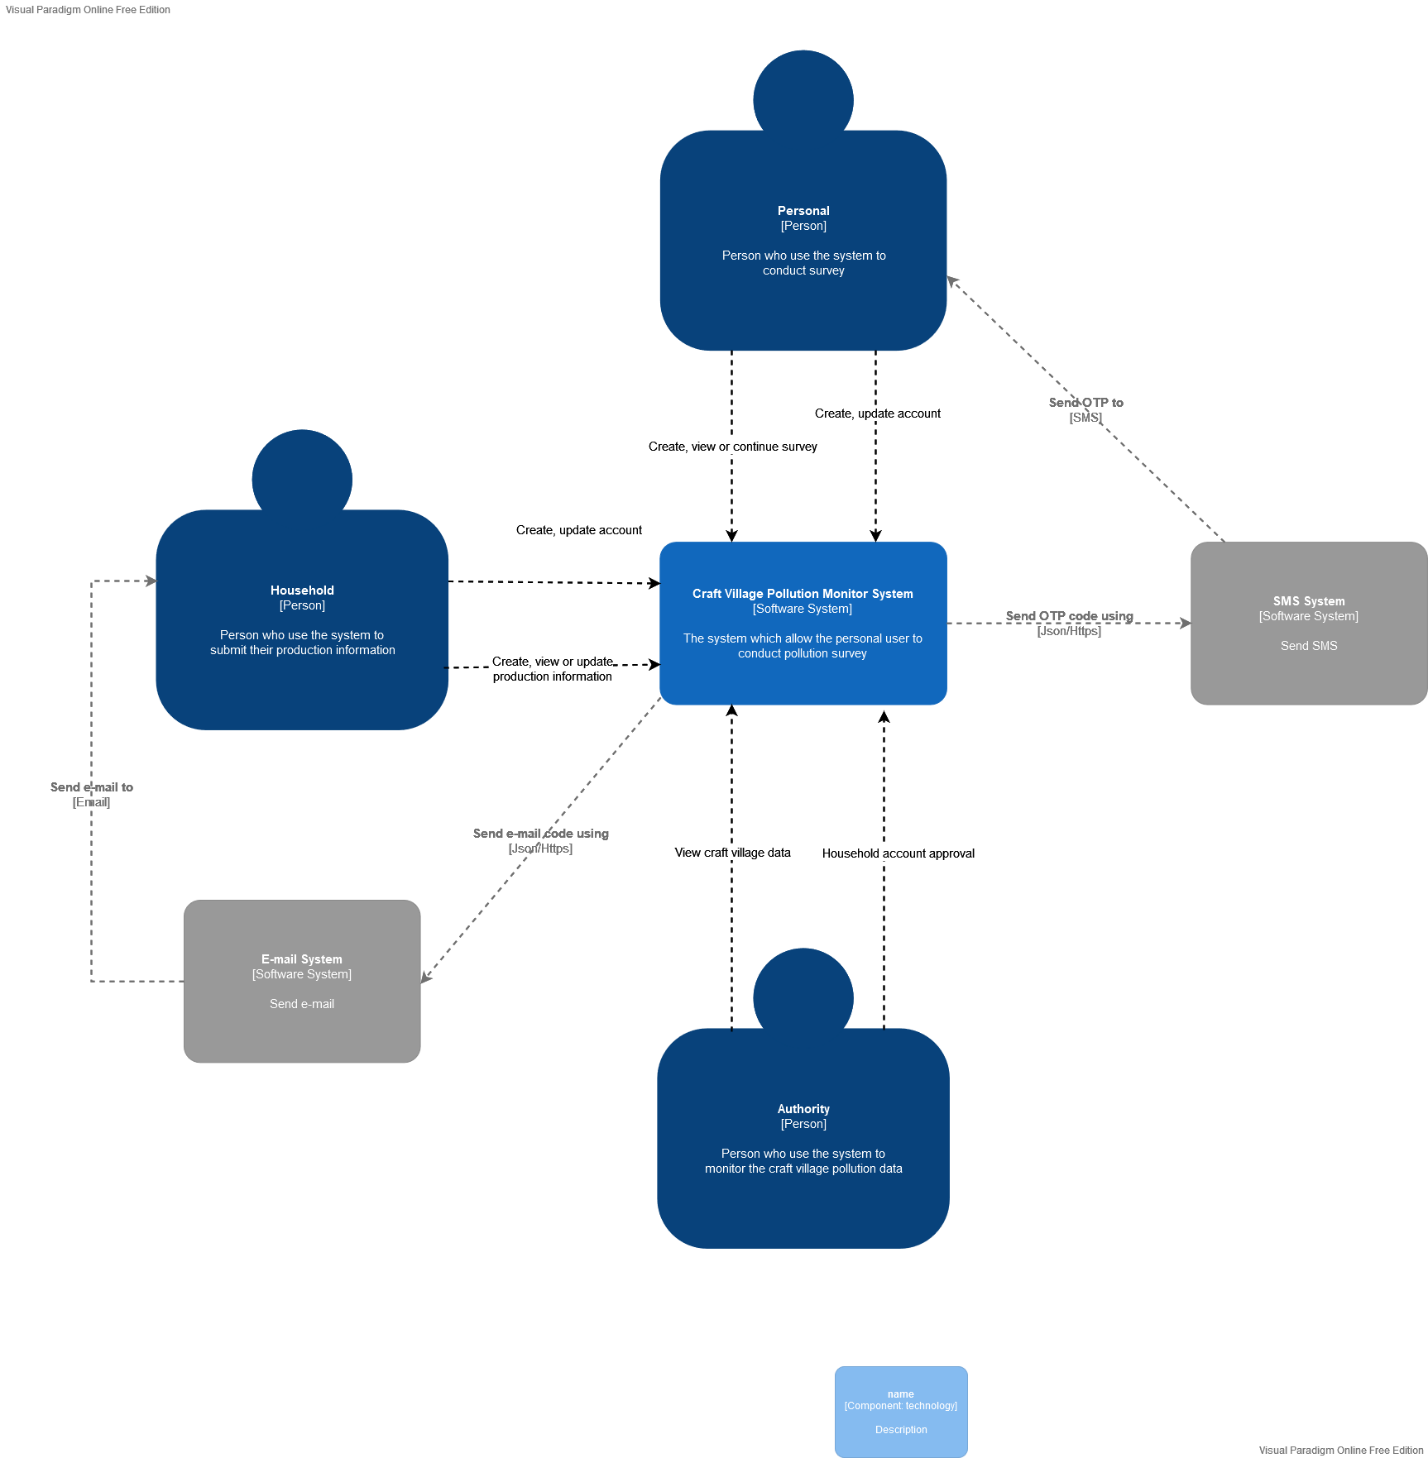 Visual Paradigm Online Free Edition
Personal
[Person]
Person who use the system to
conduct survey
Send OTP to
[SMS]
Create, update account
Create, view or continue survey
Create, update account
Household
[Person]
Person who use the system to
submit their production information
Craft Village Pollution Monitor System
[Software System]
The system which allow the personal user to
conduct pollution survey
Send OTP code using
[Json/Https]
SMS System
[Software System]
Send SMS
Create, view or update
production information
Send e-mail to
[Email]
Send e-mail code using
[Json/Https]
View craft village data
Household account approval
E-mail System
[Software System]
Send e-mail
Authority
[Person]
Person who use the system to
monitor the craft village pollution data
name
[Component: technology]
Description
Visual Paradigm Online Free Edition